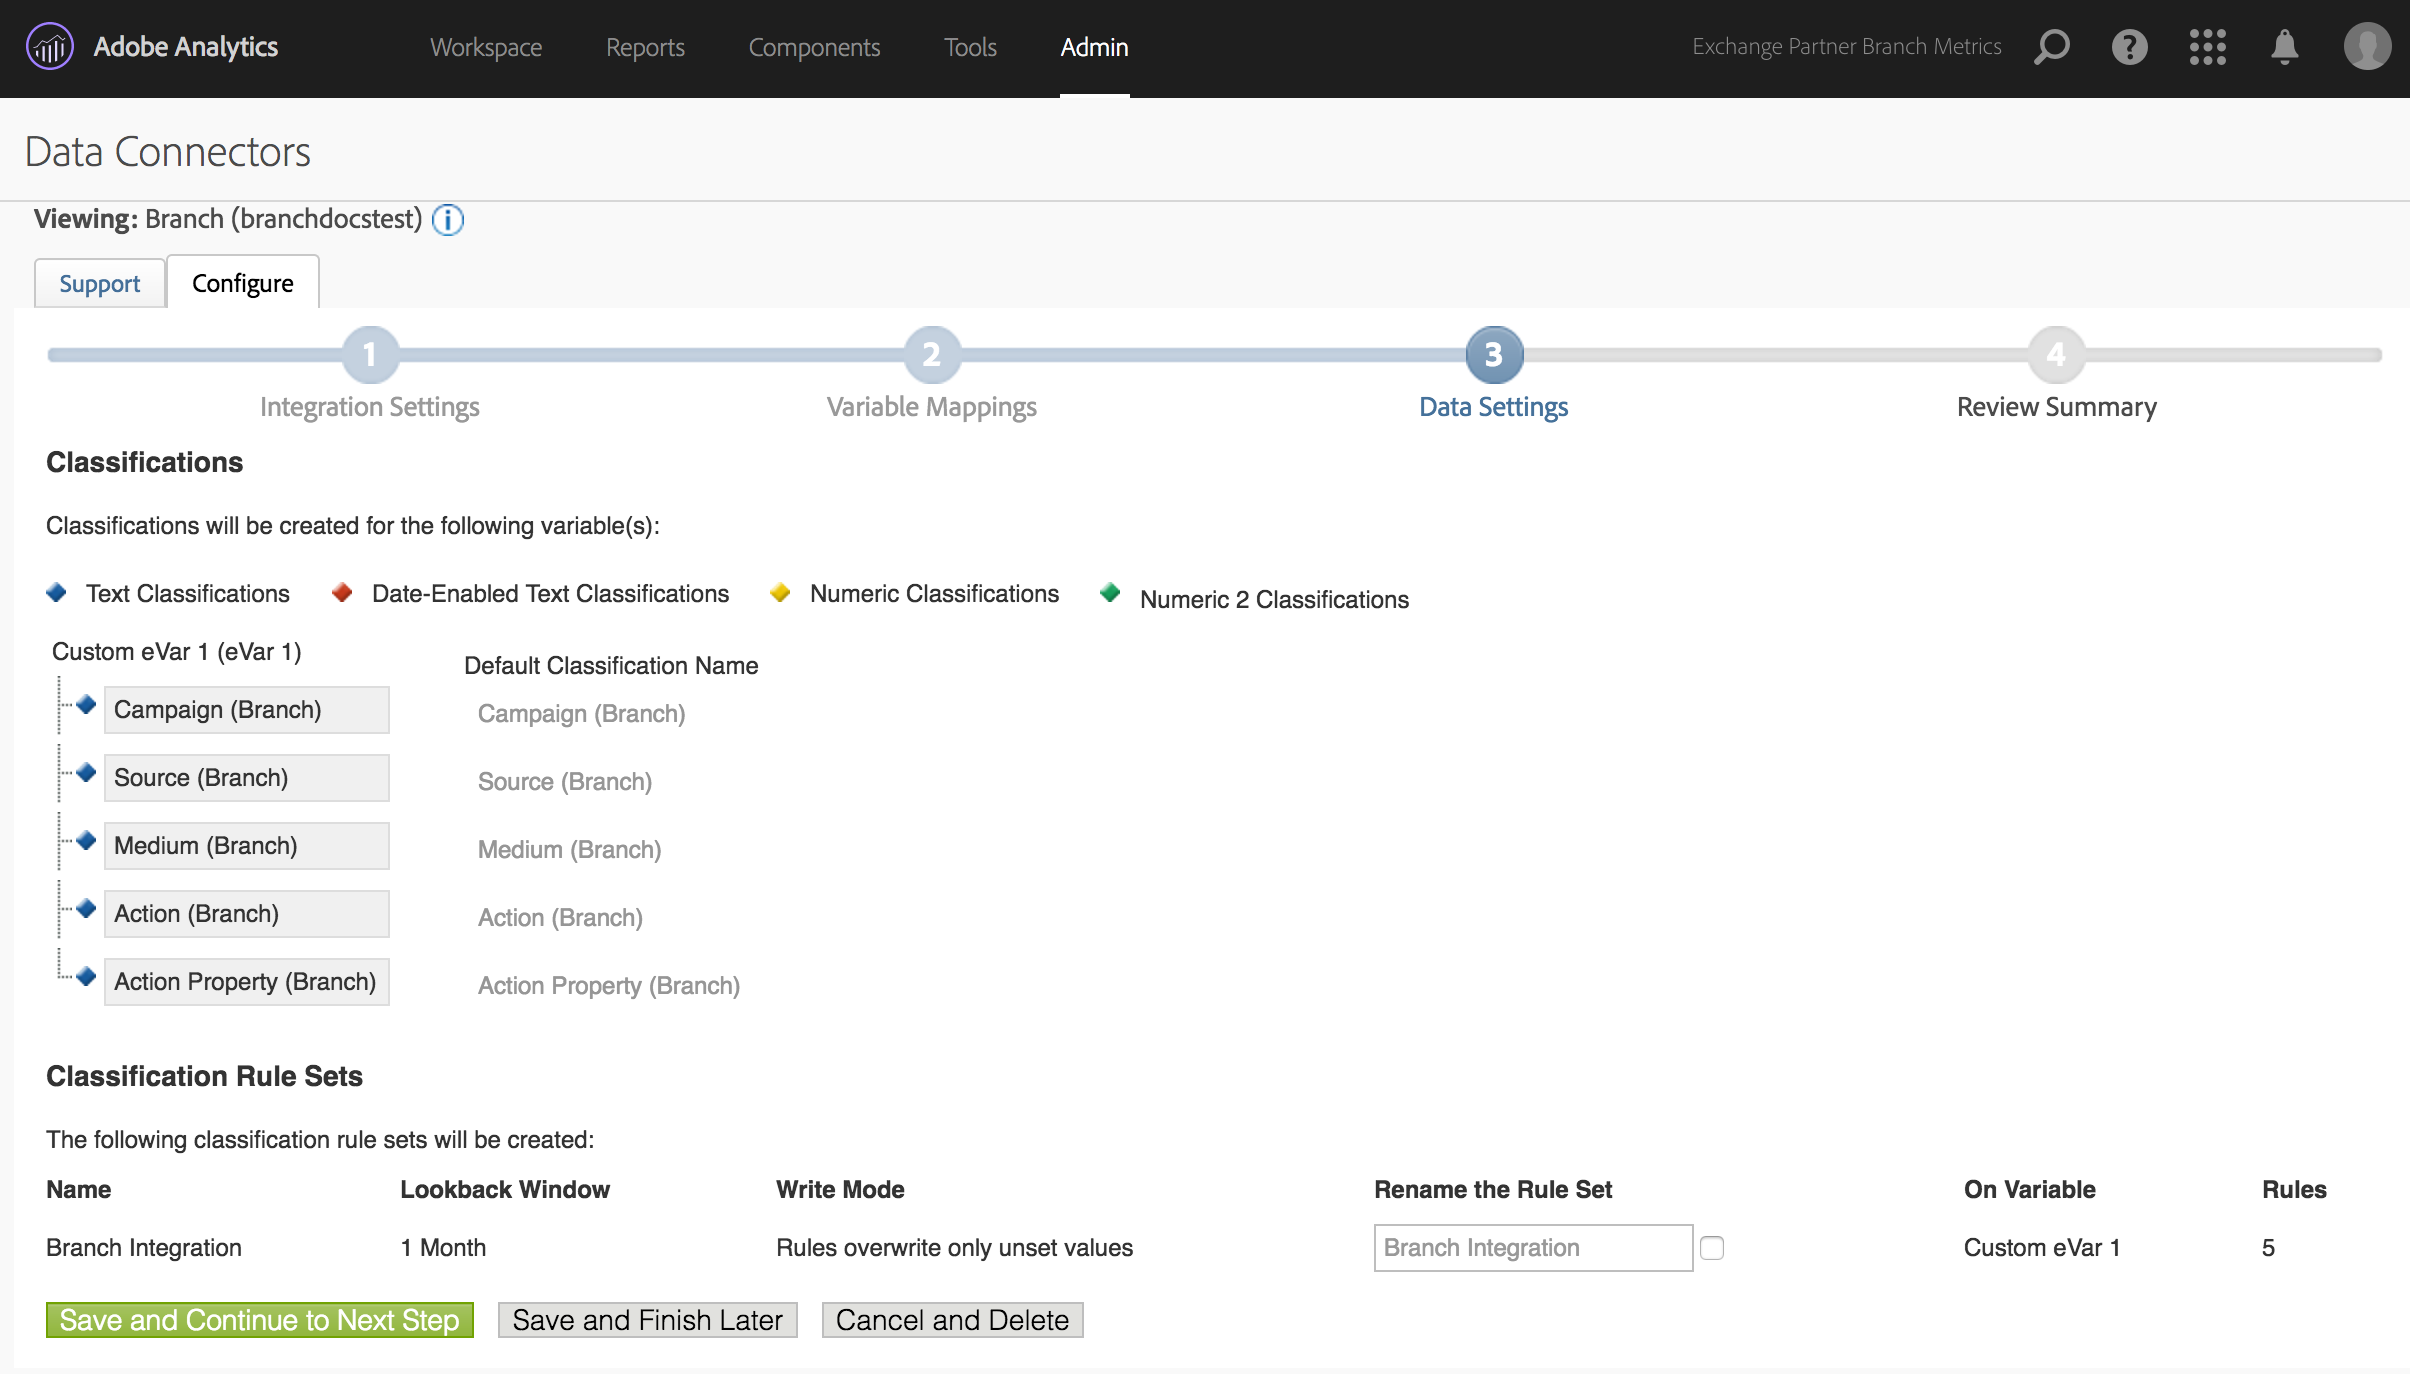 Adobe Analytics Workspace Reports Components Tools Admin Exchange Partner Branch Metrics ?
Data Connectors
Viewing: Branch (branchdocstest) i
Support Configure
1 2 3 4
Integration Settings Variable Mappings Data Settings Review Summary
Classifications
Classifications will be created for the following variable(s):
Text Classifications Date-Enabled Text Classifications Numeric Classifications Numeric 2 Classifications
Custom eVar 1 (eVar 1) Default Classification Name
Campaign (Branch) Campaign (Branch)
Source (Branch) Source (Branch)
Medium (Branch) Medium (Branch)
Action (Branch) Action (Branch)
Action Property (Branch) Action Property (Branch)
Classification Rule Sets
The following classification rule sets will be created:
Name Lookback Window Write Mode Rename the Rule Set On Variable Rules
Branch Integration 1 Month Rules overwrite only unset values Branch Integration Custom eVar 1 5
Save and Continue to Next Step Save and Finish Later Cancel and Delete